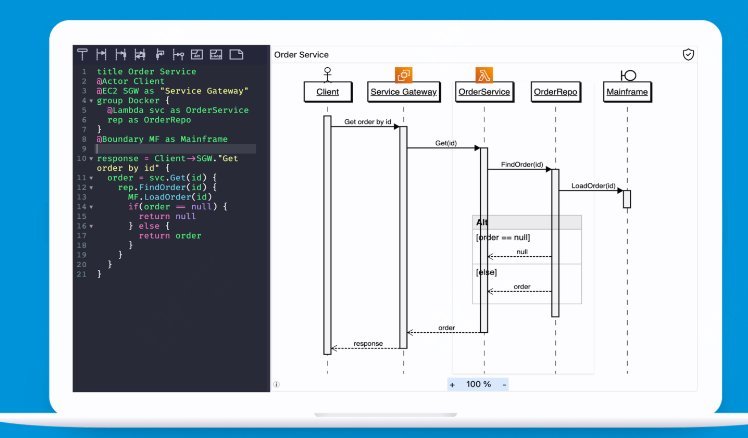 Order Service
1 title Order Service
2 @Actor Client
3 @EC2 SGW as "Service Gateway"
4 group Docker {
5 @Lambda svc as OrderService
6 rep as OrderRepo
7 }
8 @Boundary MF as Mainframe
9
10 response = Client->SGW."Get
order by id" {
11 order = svc.Get(id) {
12 rep.FindOrder(id) {
13 MF.LoadOrder(id)
14 if(order == null) {
15 return null
16 } else {
17 return order
18 }
19 }
20 }
21 }
Client
Service Gateway
OrderService
OrderRepo
Mainframe
Get order by id
Get(id)
FindOrder(id)
LoadOrder(id)
Alt
[order == null]
null
[else]
order
order
response
+ 100 % -